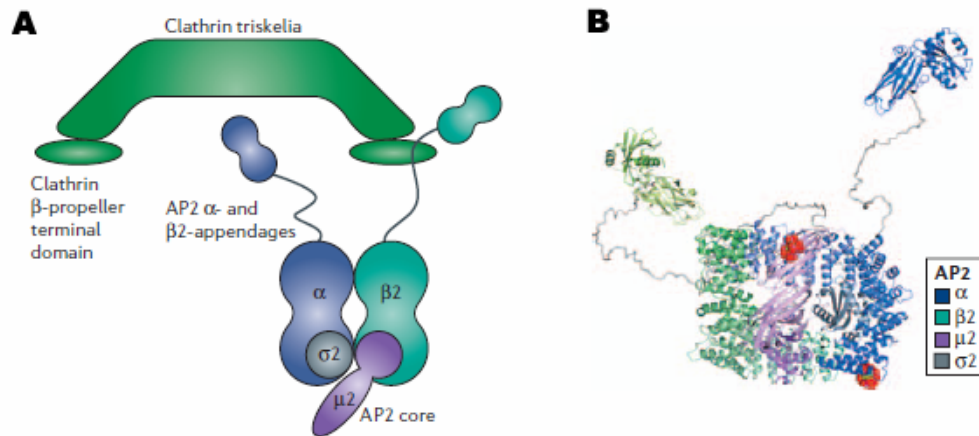 A
Clathrin triskelia
Clathrin
β-propeller
terminal
domain
AP2 α- and
β2-appendages
α
β2
σ2
μ2
AP2 core
B
AP2
α
β2
μ2
σ2